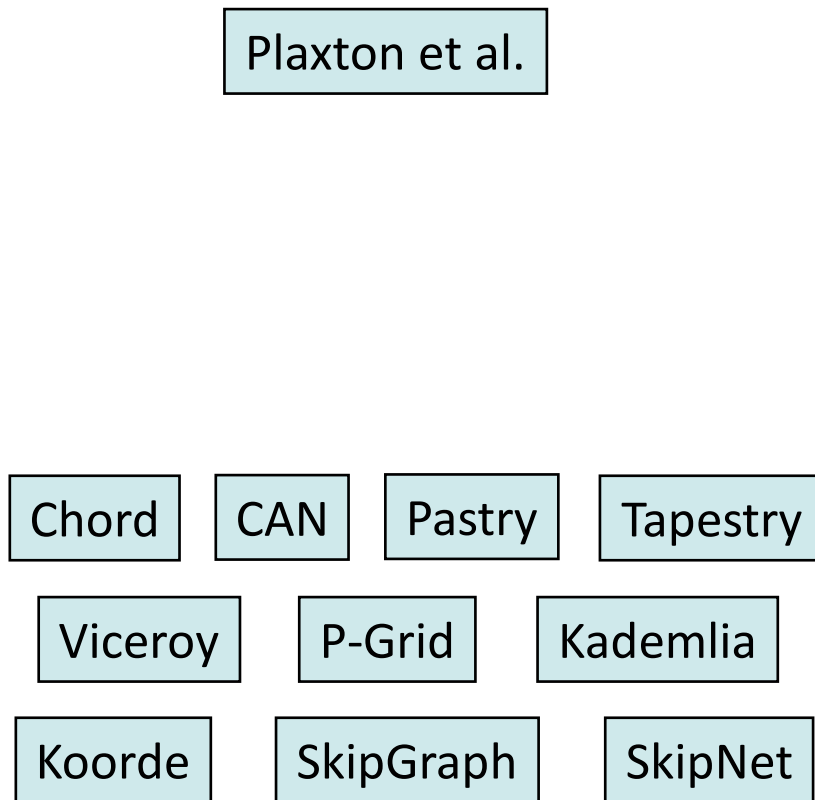 Plaxton et al.
Chord CAN Pastry Tapestry
Viceroy P-Grid Kademlia
Koorde SkipGraph SkipNet